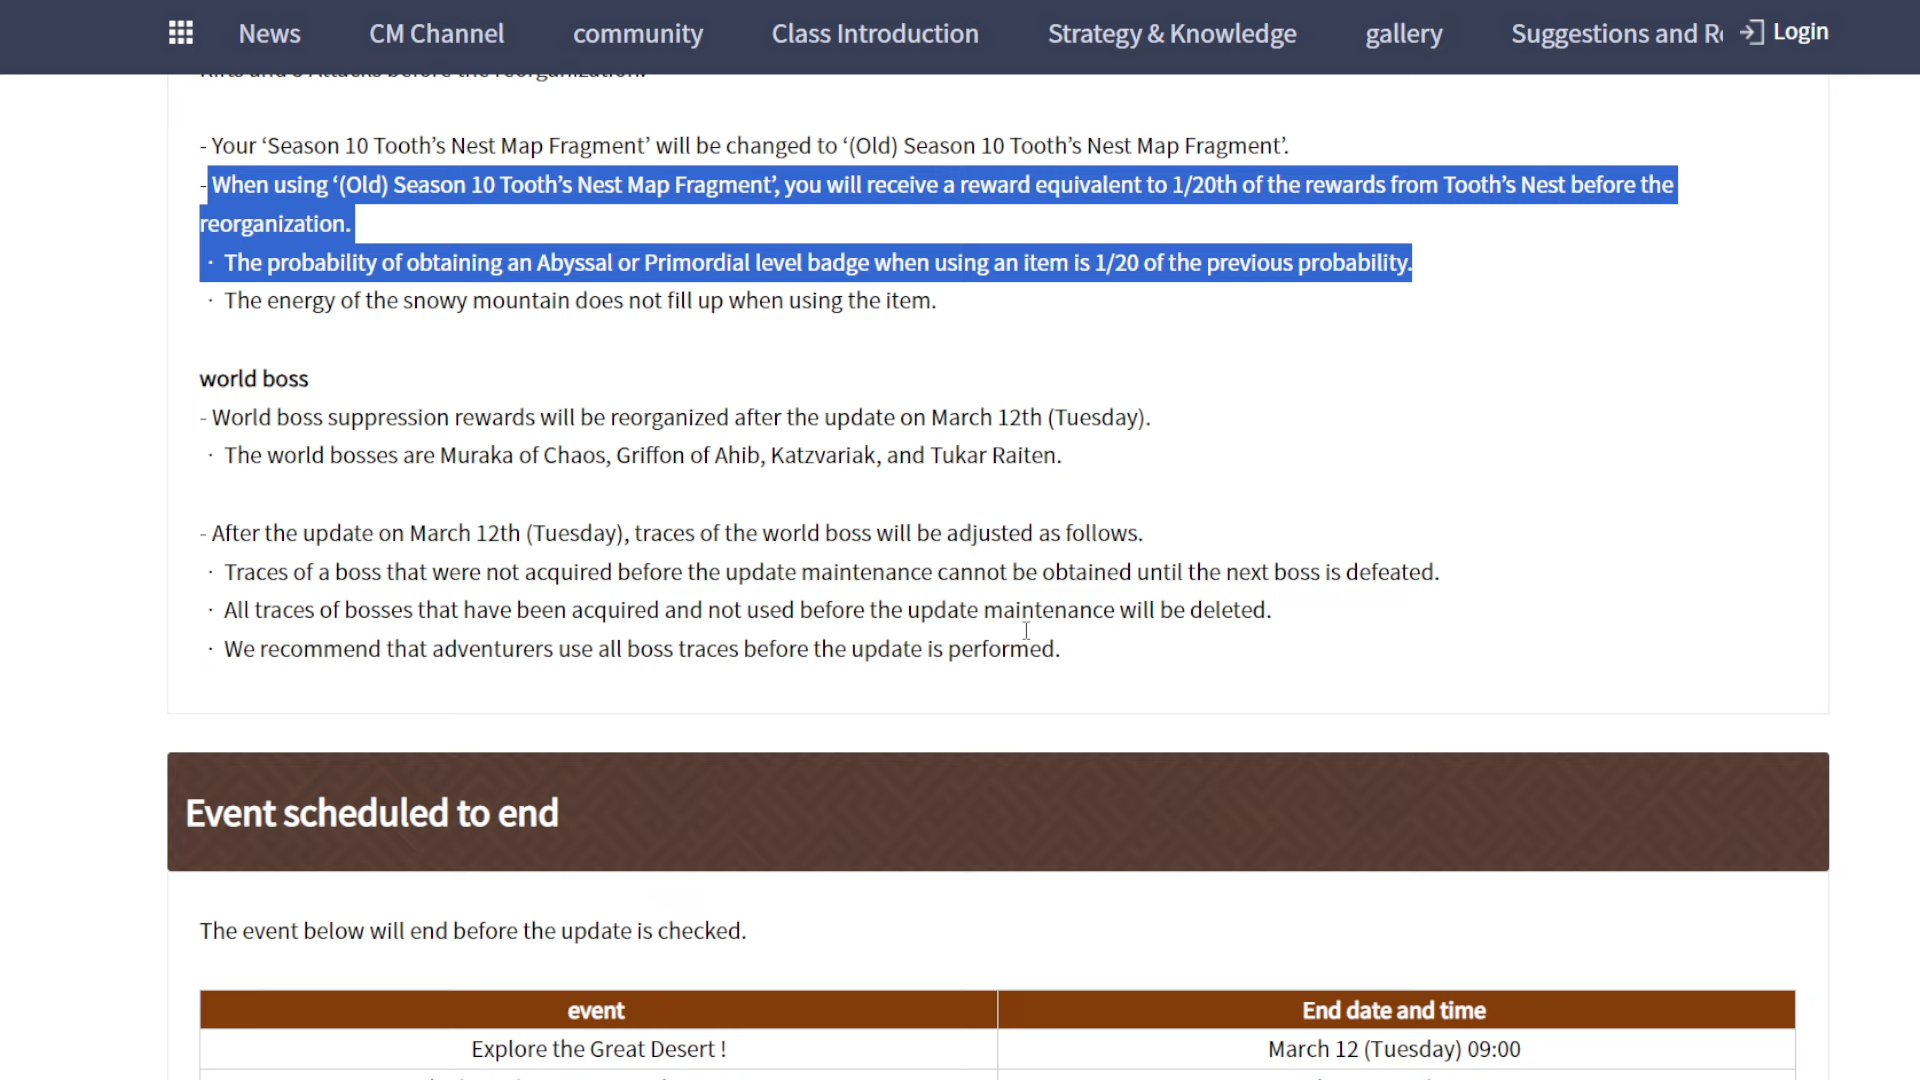 News CM Channel community Class Introduction Strategy & Knowledge gallery Suggestions and Login
before the reorganization.
- Your ‘Season 10 Tooth’s Nest Map Fragment’ will be changed to ‘(Old) Season 10 Tooth’s Nest Map Fragment’.
- When using ‘(Old) Season 10 Tooth’s Nest Map Fragment’, you will receive a reward equivalent to 1/20th of the rewards from Tooth’s Nest before the
reorganization.
· The probability of obtaining an Abyssal or Primordial level badge when using an item is 1/20 of the previous probability.
· The energy of the snowy mountain does not fill up when using the item.
world boss
- World boss suppression rewards will be reorganized after the update on March 12th (Tuesday).
· The world bosses are Muraka of Chaos, Griffon of Ahib, Katzvariak, and Tukar Raiten.
- After the update on March 12th (Tuesday), traces of the world boss will be adjusted as follows.
· Traces of a boss that were not acquired before the update maintenance cannot be obtained until the next boss is defeated.
· All traces of bosses that have been acquired and not used before the update maintenance will be deleted.
· We recommend that adventurers use all boss traces before the update is performed.
Event scheduled to end
The event below will end before the update is checked.
event End date and time
Explore the Great Desert ! March 12 (Tuesday) 09:00